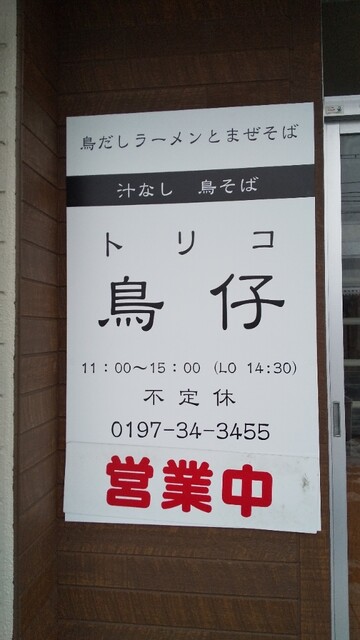 鳥だしラーメンとまぜそば
汁なし 鳥そば
トリコ
鳥仔
11:00~15:00 (LO 14:30)
不定休
0197-34-3455
営業中